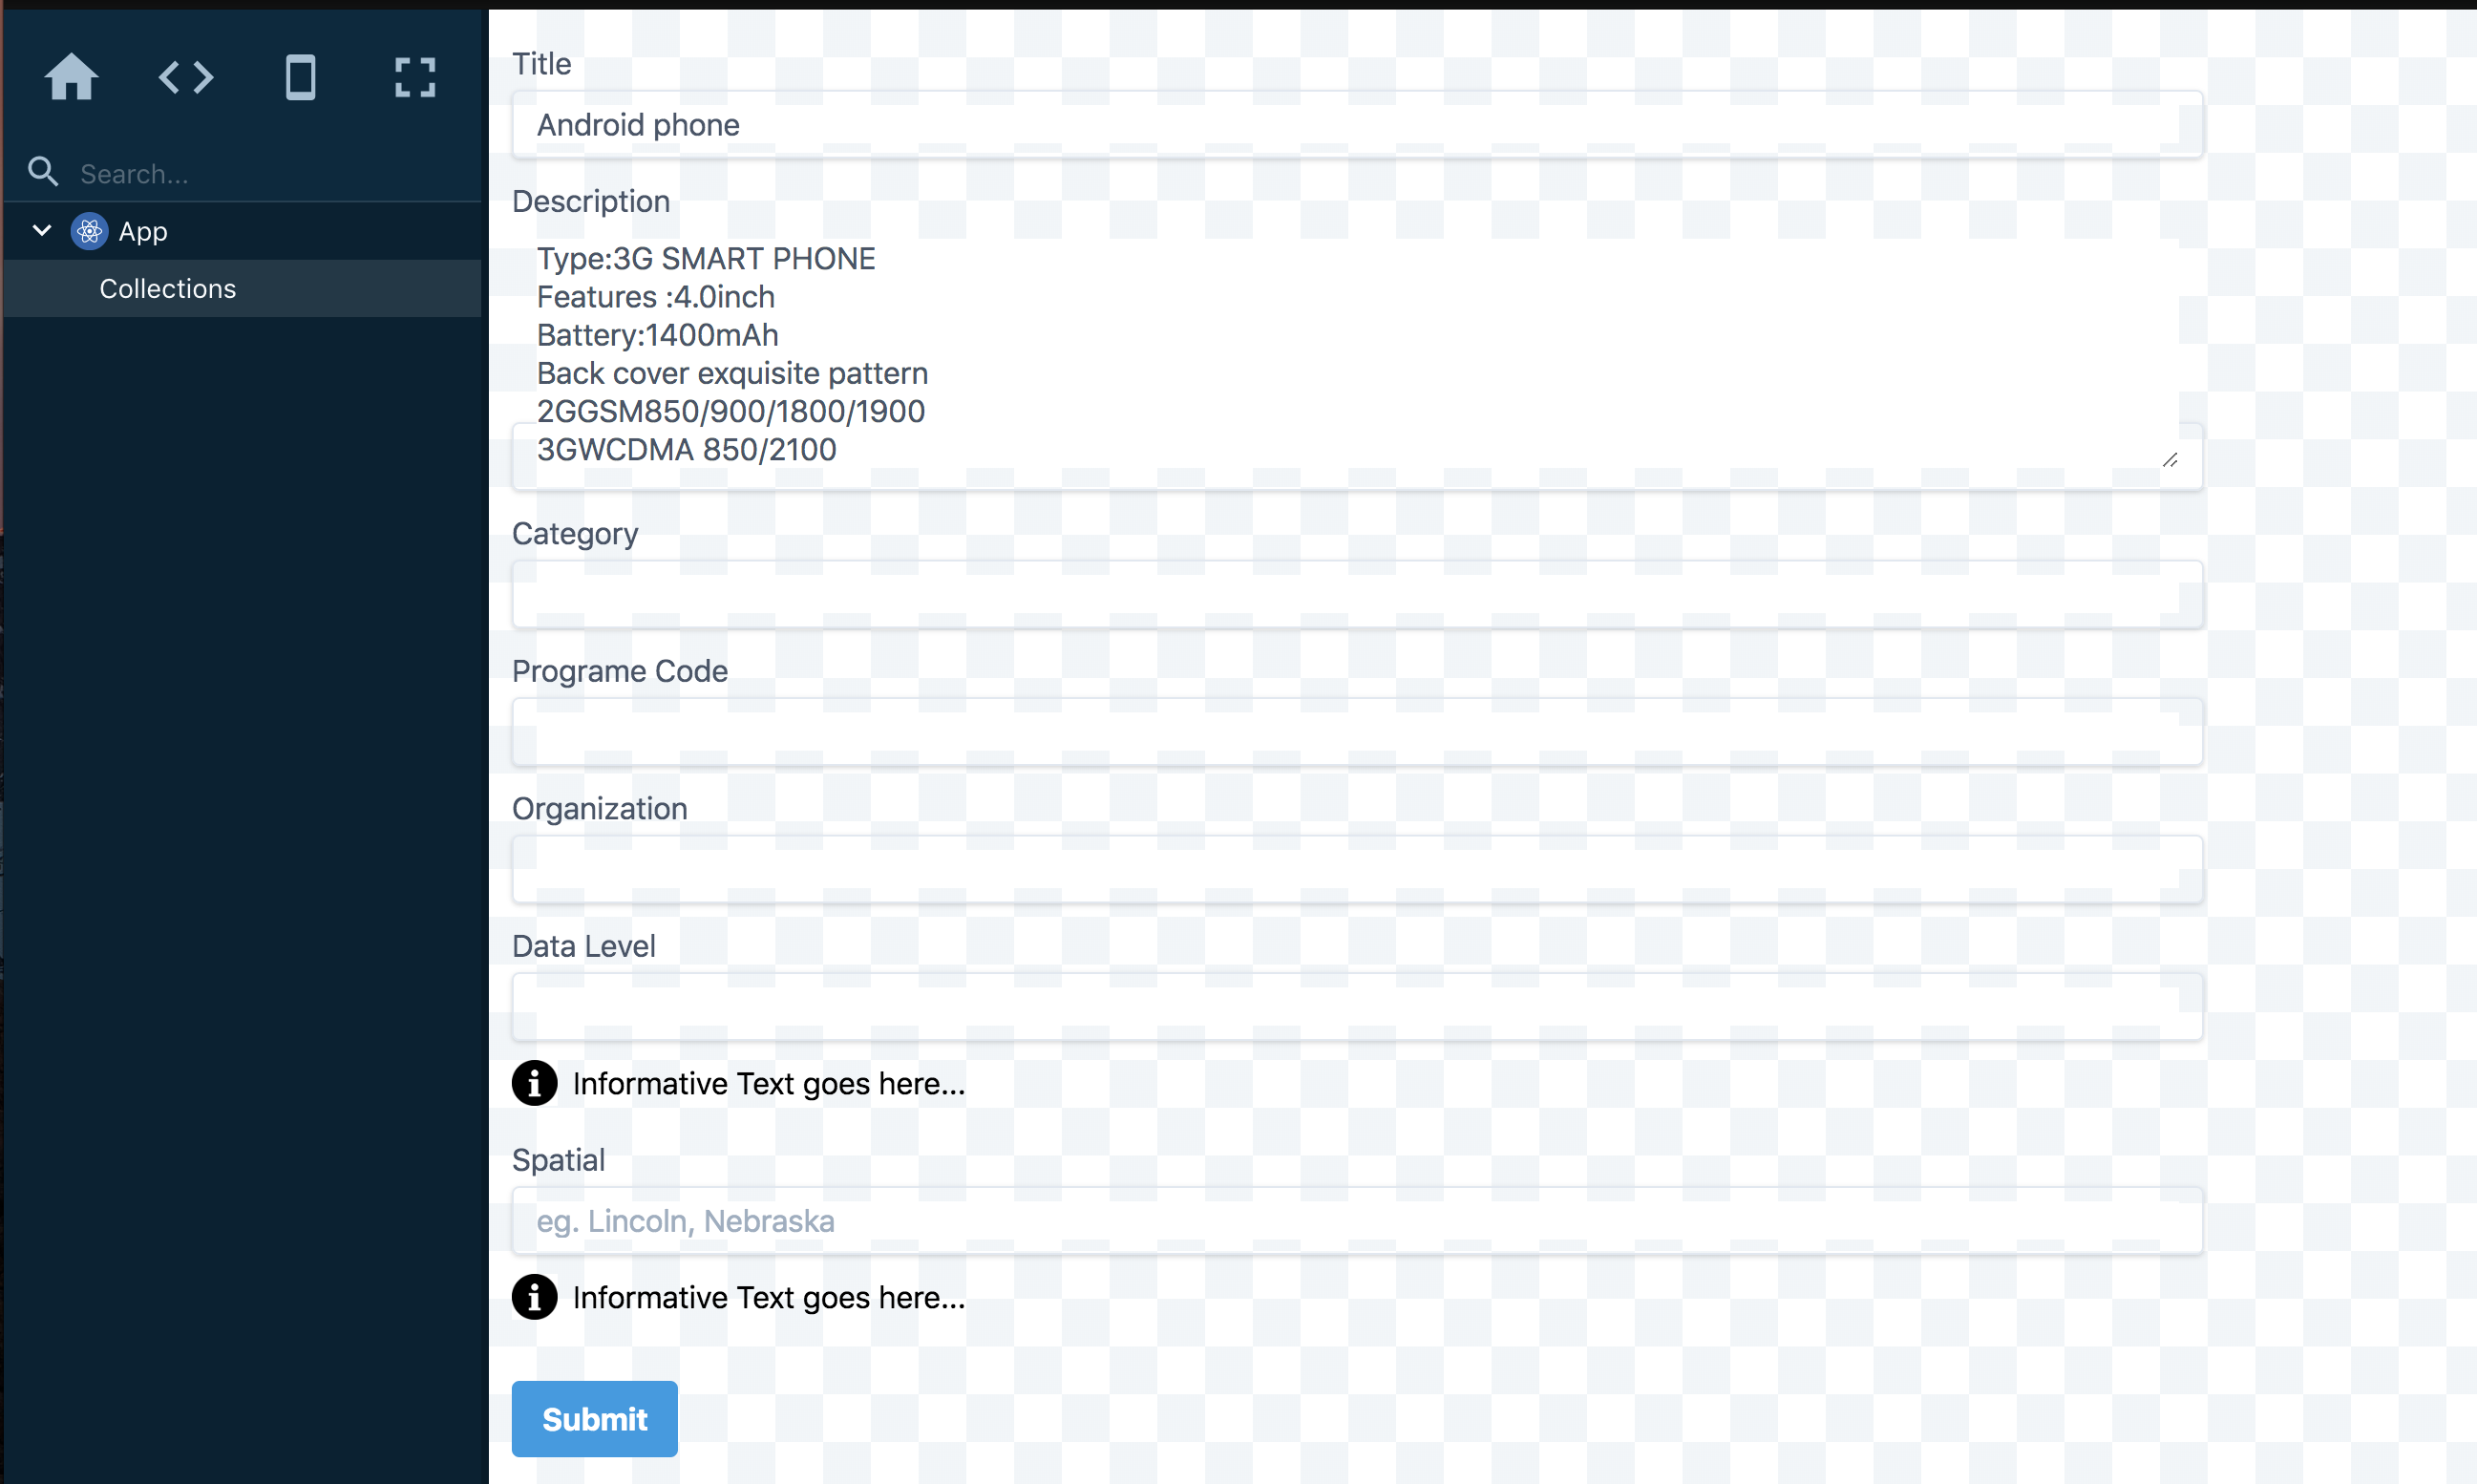 Search...
App
Collections
Title
Android phone
Description
Type:3G SMART PHONE
Features :4.0inch
Battery:1400mAh
Back cover exquisite pattern
2GGSM850/900/1800/1900
3GWCDMA 850/2100
Category
Programe Code
Organization
Data Level
Informative Text goes here...
Spatial
eg. Lincoln, Nebraska
Informative Text goes here...
Submit